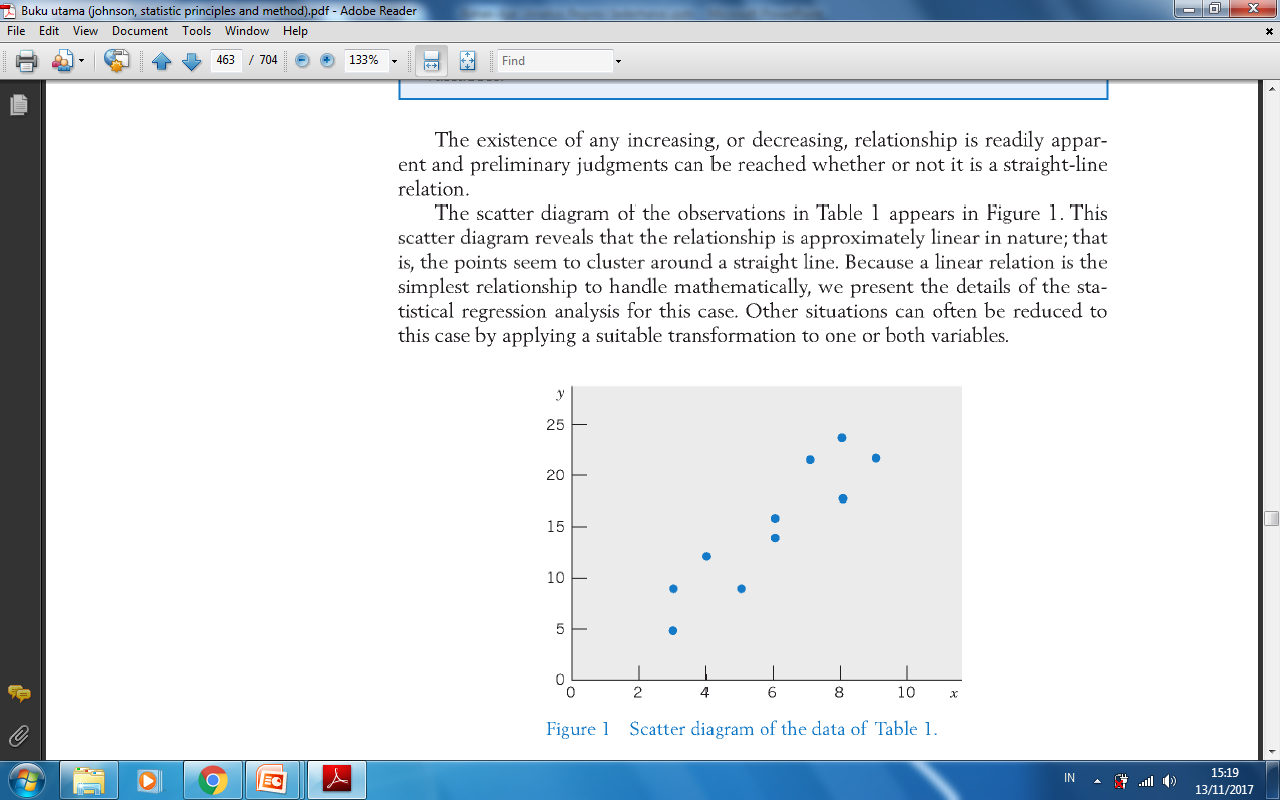 Buku utama (johnson, statistic principles and method).pdf - Adobe Reader
File Edit View Document Tools Window Help
463 / 704 133% Find
The existence of any increasing, or decreasing, relationship is readily appar-
ent and preliminary judgments can be reached whether or not it is a straight-line
relation.
The scatter diagram of the observations in Table 1 appears in Figure 1. This
scatter diagram reveals that the relationship is approximately linear in nature; that
is, the points seem to cluster around a straight line. Because a linear relation is the
simplest relationship to handle mathematically, we present the details of the sta-
tistical regression analysis for this case. Other situations can often be reduced to
this case by applying a suitable transformation to one or both variables.
y
25
20
15
10
5
0
0 2 4 6 8 10 x
Figure 1 Scatter diagram of the data of Table 1.
IN 15:19
13/11/2017